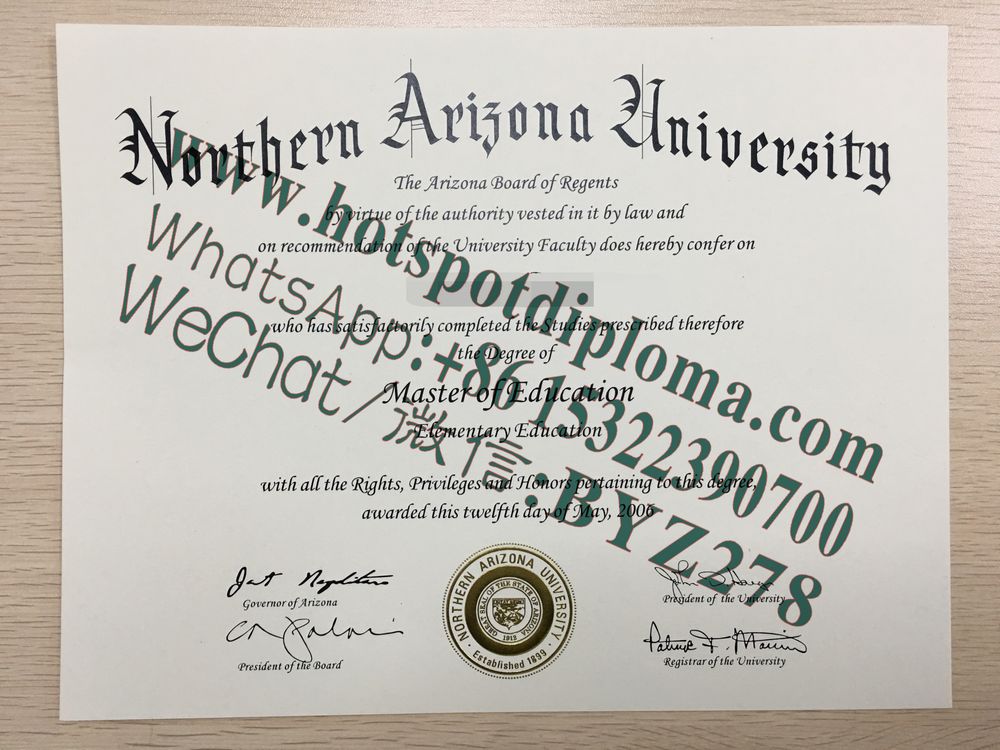 Northern Arizona University
The Arizona Board of Regents
by virtue of the authority vested in it by law and
on recommendation of the University Faculty does hereby confer on
who has satisfactorily completed the Studies prescribed therefore
the Degree of
Master of Education
Elementary Education
with all the Rights, Privileges and Honors pertaining to this degree,
awarded this twelfth day of May, 2006
Governor of Arizona
President of the Board
NORTHERN ARIZONA UNIVERSITY
GREAT SEAL OF THE STATE OF ARIZONA
1912
Established 1899
President of the University
Registrar of the University
www.hotspotdiploma.com
WhatsApp:+86 15322390700
WeChat/微信:BYZ278